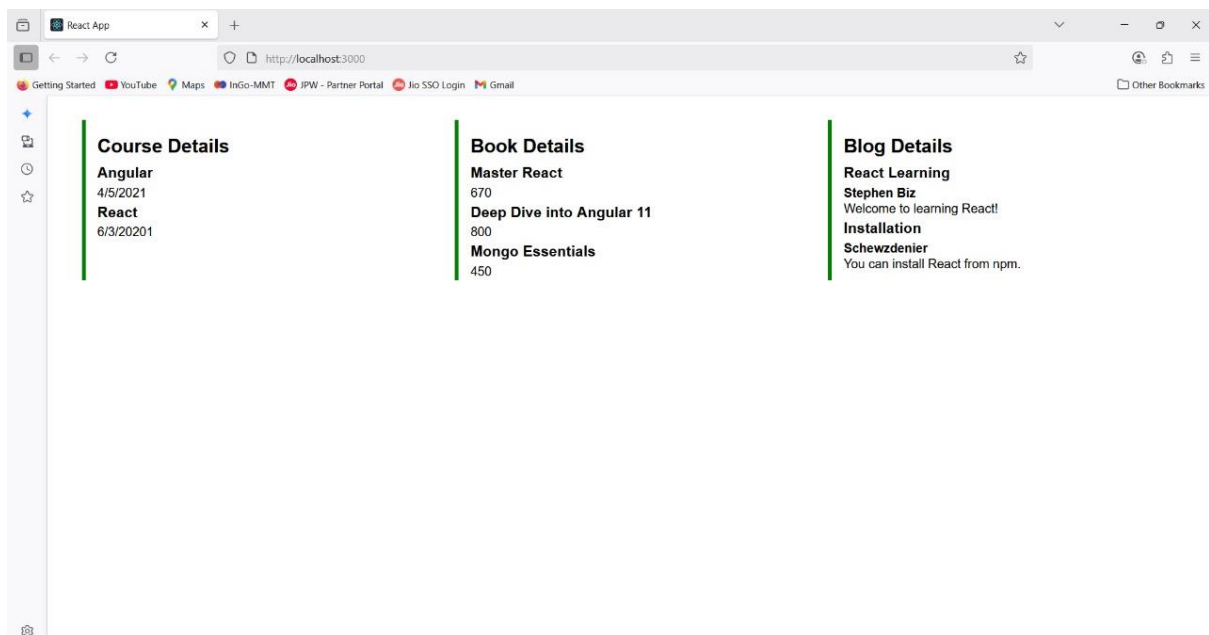 React App
http://localhost:3000
Getting Started YouTube Maps InGo-MMT JPW - Partner Portal Jio SSO Login Gmail Other Bookmarks
Course Details
Angular
4/5/2021
React
6/3/20201
Book Details
Master React
670
Deep Dive into Angular 11
800
Mongo Essentials
450
Blog Details
React Learning
Stephen Biz
Welcome to learning React!
Installation
Schewzdenier
You can install React from npm.